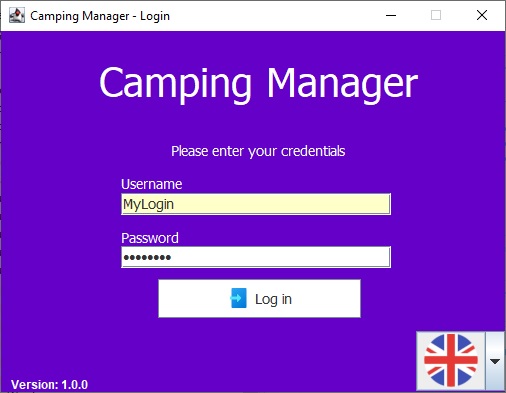 Camping Manager - Login
Camping Manager
Please enter your credentials
Username
MyLogin
Password
••••••••
Log in
Version: 1.0.0